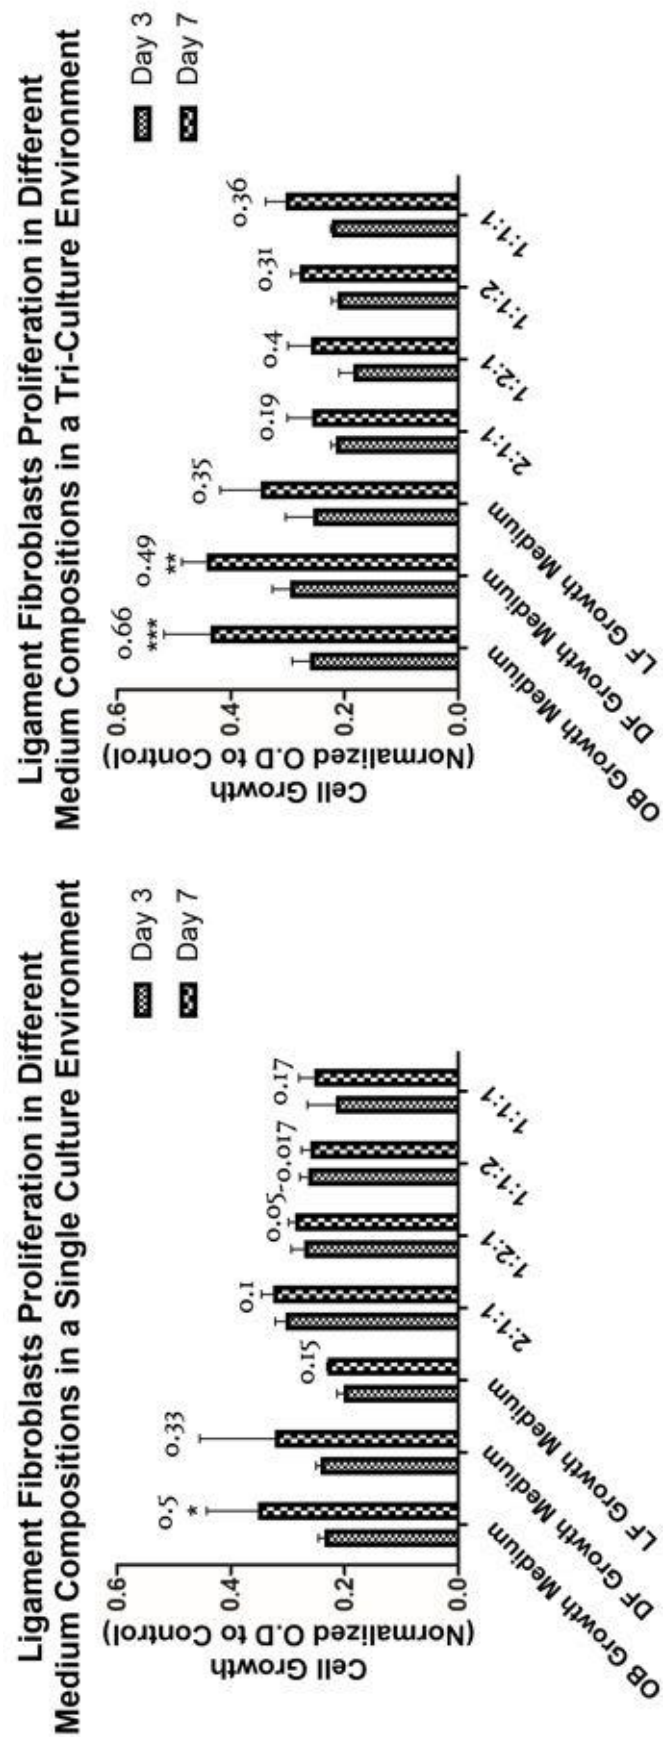 Ligament Fibroblasts Proliferation in Different
Medium Compositions in a Single Culture Environment
Day 3
Day 7
Cell Growth
(Normalized O.D to Control)
0.6
0.4
0.2
0.0
0.5
*
0.33
0.15
0.1
0.05
-0.017
0.17
OB Growth Medium
DF Growth Medium
LF Growth Medium
2:1:1
1:2:1
1:1:2
1:1:1
Ligament Fibroblasts Proliferation in Different
Medium Compositions in a Tri-Culture Environment
Day 3
Day 7
Cell Growth
(Normalized O.D to Control)
0.6
0.4
0.2
0.0
0.66
***
0.49
**
0.35
0.19
0.4
0.31
0.36
OB Growth Medium
DF Growth Medium
LF Growth Medium
2:1:1
1:2:1
1:1:2
1:1:1